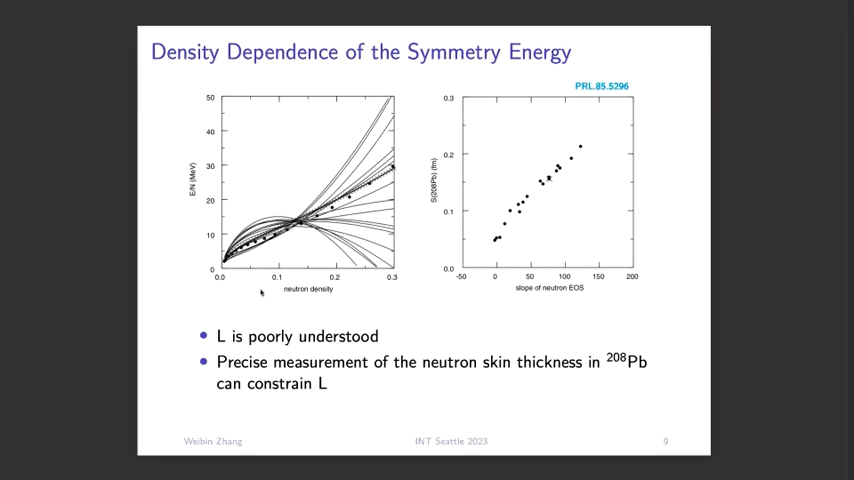 Density Dependence of the Symmetry Energy
PRL.85.5296
50
40
30
20
10
0
E/N (MeV)
0.0 0.1 0.2 0.3
neutron density
0.3
0.2
0.1
0.0
S(208Pb) (fm)
-50 0 50 100 150 200
slope of neutron EOS
• L is poorly understood
• Precise measurement of the neutron skin thickness in ²⁰⁸Pb
can constrain L
Weibin Zhang INT Seattle 2023 9